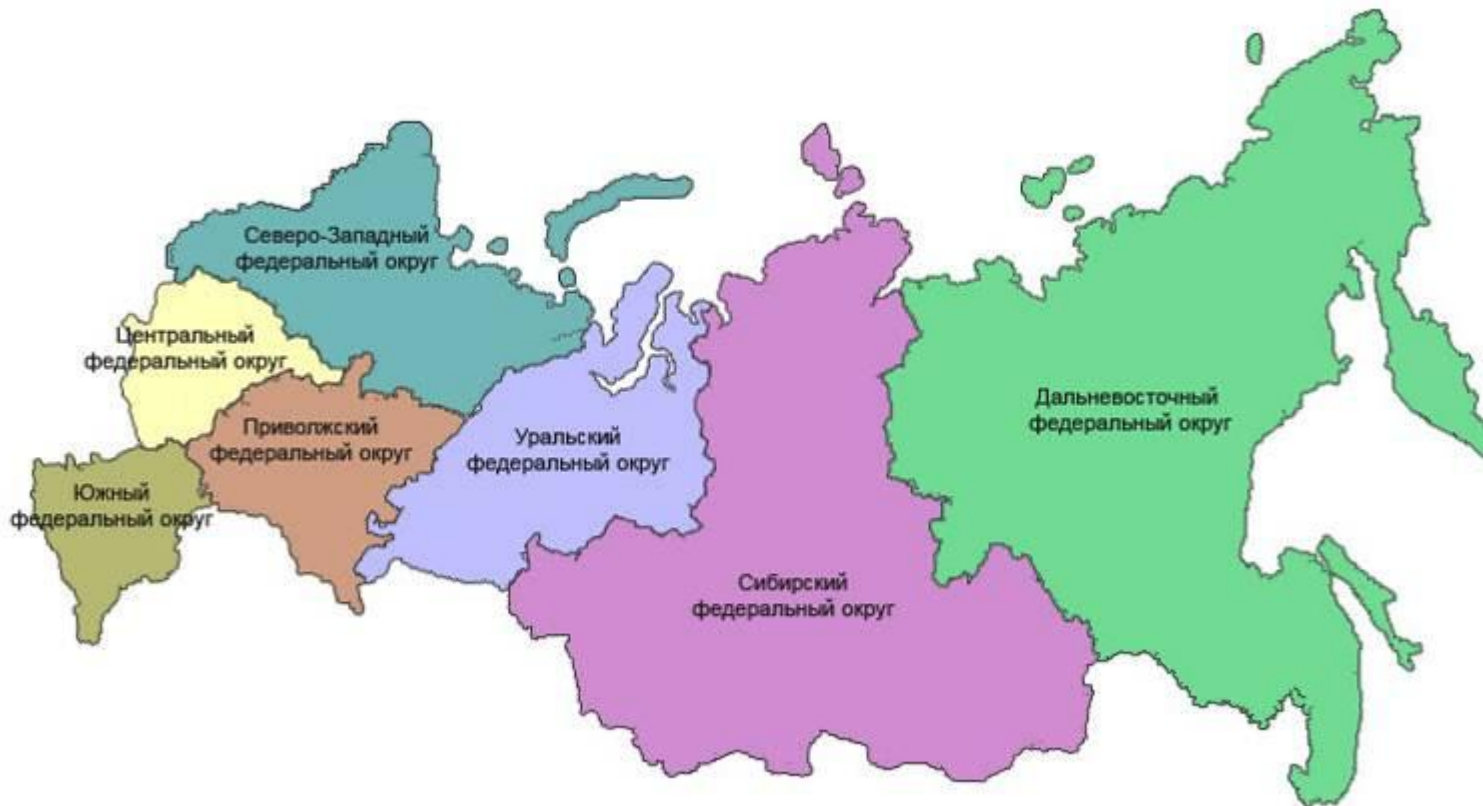 Северо-Западный
федеральный округ
Центральный
федеральный округ
Приволжский
федеральный округ
Южный
федеральный округ
Уральский
федеральный округ
Сибирский
федеральный округ
Дальневосточный
федеральный округ